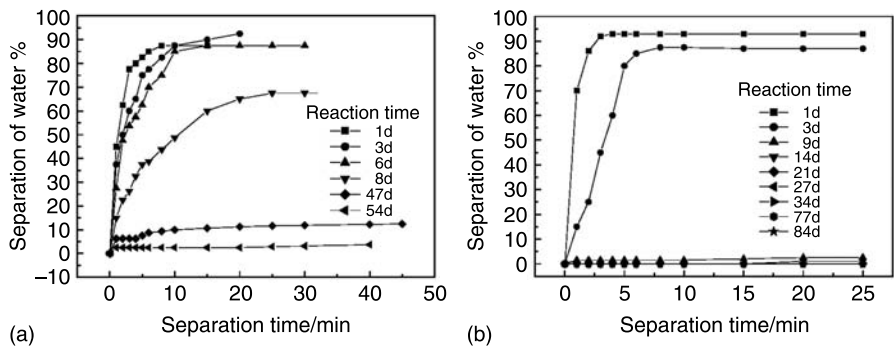 100
90
80
70
60
50
40
30
20
10
0
−10
Separation of water %
Reaction time
1d
3d
6d
8d
47d
54d
0 10 20 30 40 50
Separation time/min
(a)
100
90
80
70
60
50
40
30
20
10
0
Separation of water %
Reaction time
1d
3d
9d
14d
21d
27d
34d
77d
84d
0 5 10 15 20 25
Separation time/min
(b)